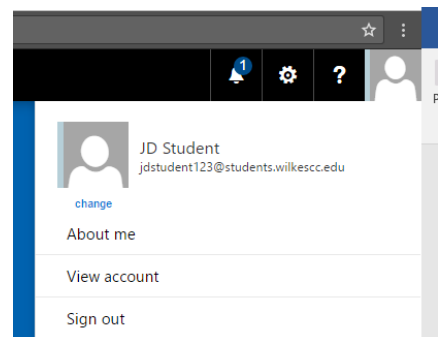 1
?
P
JD Student
jdstudent123@students.wilkescc.edu
change
About me
View account
Sign out